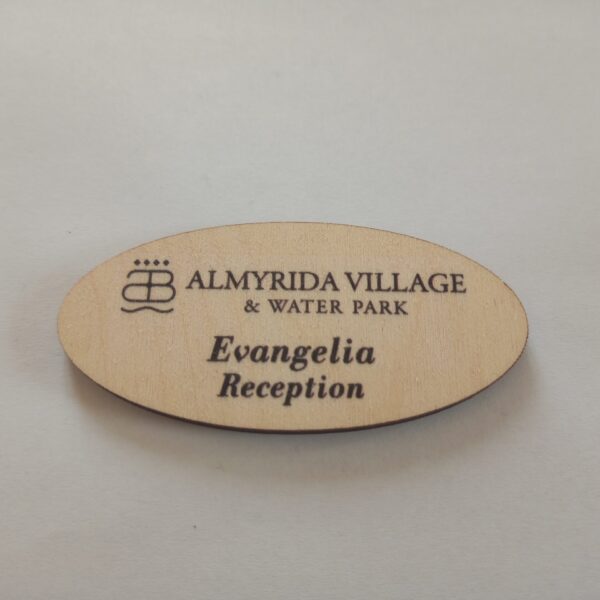 ALMYRIDA VILLAGE
& WATER PARK
Evangelia
Reception